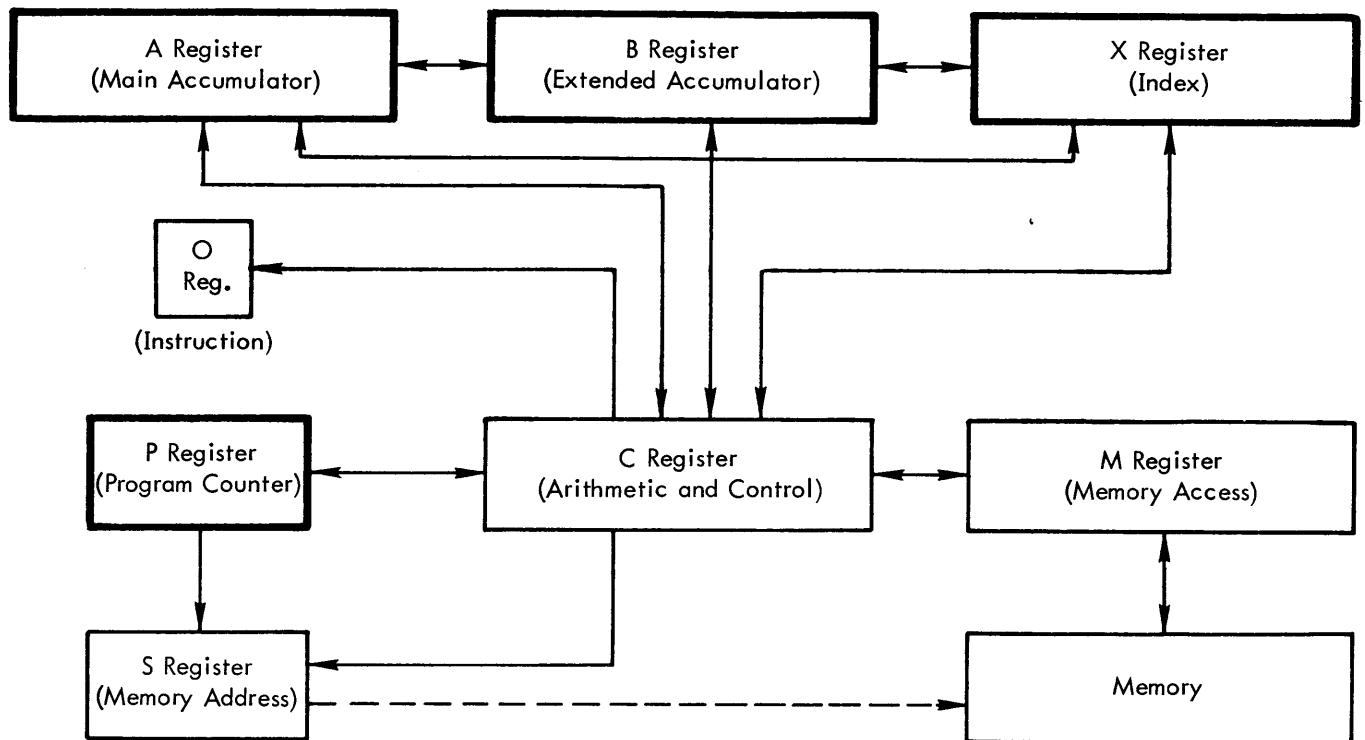 A Register
(Main Accumulator)
B Register
(Extended Accumulator)
X Register
(Index)
O
Reg.
(Instruction)
P Register
(Program Counter)
C Register
(Arithmetic and Control)
M Register
(Memory Access)
S Register
(Memory Address)
Memory